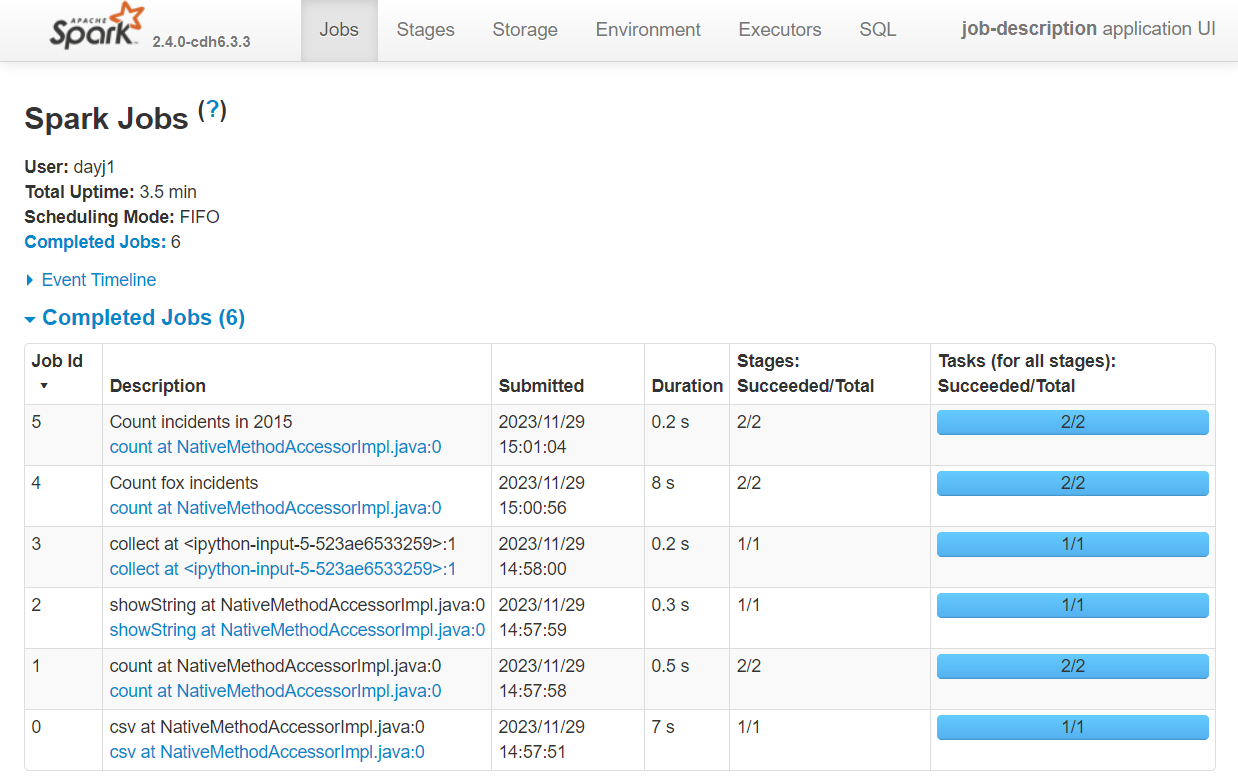 APACHE
Spark 2.4.0-cdh6.3.3 Jobs Stages Storage Environment Executors SQL job-description application UI
Spark Jobs (?)
User: dayj1
Total Uptime: 3.5 min
Scheduling Mode: FIFO
Completed Jobs: 6
Event Timeline
Completed Jobs (6)
Job Id Description Submitted Duration Stages: Succeeded/Total Tasks (for all stages): Succeeded/Total
5 Count incidents in 2015 2023/11/29 0.2 s 2/2 2/2
count at NativeMethodAccessorImpl.java:0 15:01:04
4 Count fox incidents 2023/11/29 8 s 2/2 2/2
count at NativeMethodAccessorImpl.java:0 15:00:56
3 collect at <ipython-input-5-523ae6533259>:1 2023/11/29 0.2 s 1/1 1/1
collect at <ipython-input-5-523ae6533259>:1 14:58:00
2 showString at NativeMethodAccessorImpl.java:0 2023/11/29 0.3 s 1/1 1/1
showString at NativeMethodAccessorImpl.java:0 14:57:59
1 count at NativeMethodAccessorImpl.java:0 2023/11/29 0.5 s 2/2 2/2
count at NativeMethodAccessorImpl.java:0 14:57:58
0 csv at NativeMethodAccessorImpl.java:0 2023/11/29 7 s 1/1 1/1
csv at NativeMethodAccessorImpl.java:0 14:57:51